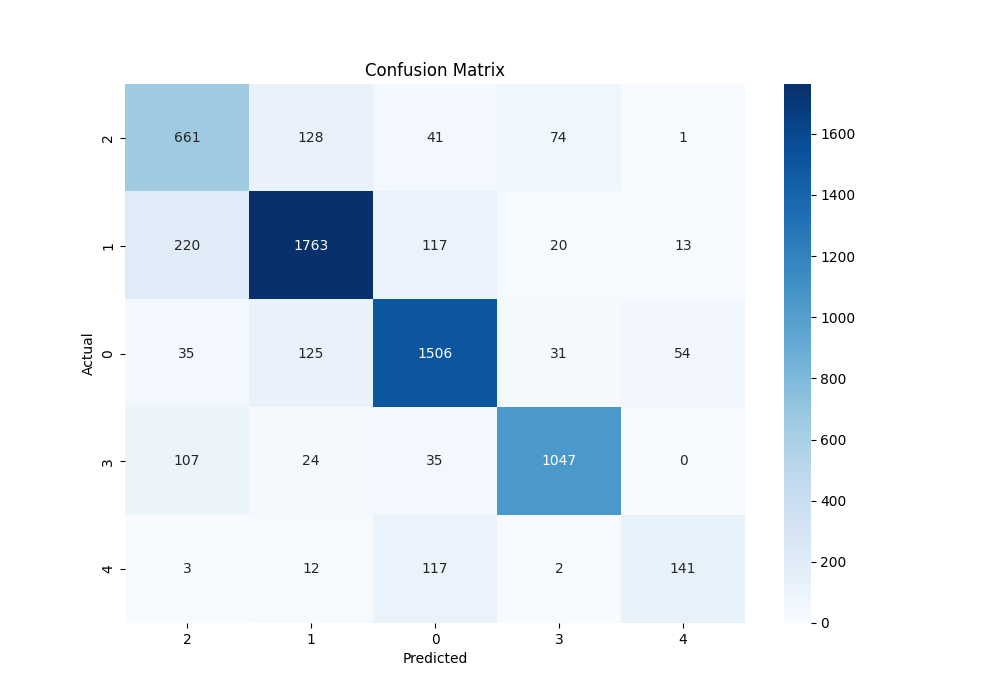 Confusion Matrix
2 661 128 41 74 1
1 220 1763 117 20 13
0 35 125 1506 31 54
3 107 24 35 1047 0
4 3 12 117 2 141
2 1 0 3 4
Actual
Predicted
1600
1400
1200
1000
800
600
400
200
0